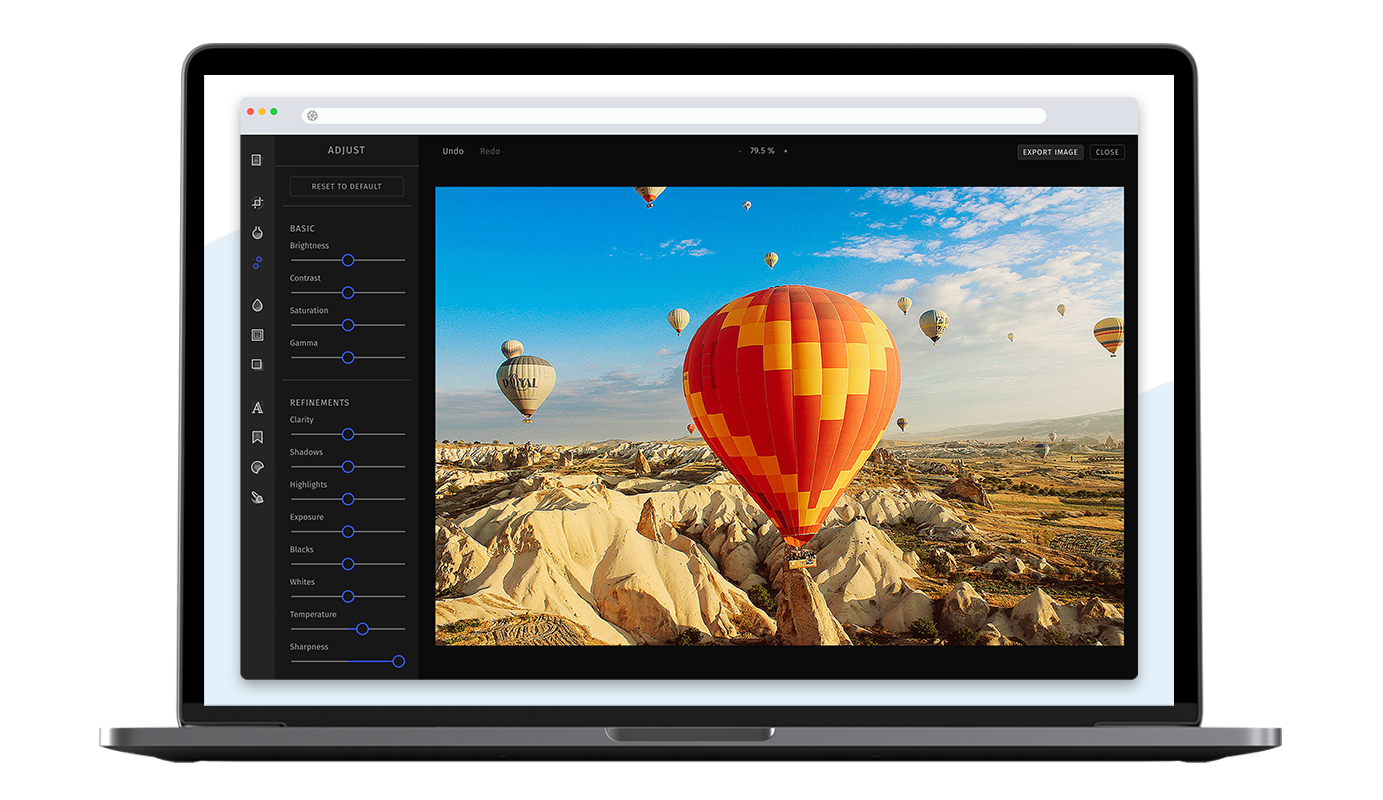 ADJUST
Undo Redo
- 79.5 % +
EXPORT IMAGE
CLOSE
RESET TO DEFAULT
BASIC
Brightness
Contrast
Saturation
Gamma
REFINEMENTS
Clarity
Shadows
Highlights
Exposure
Blacks
Whites
Temperature
Sharpness
ROYAL